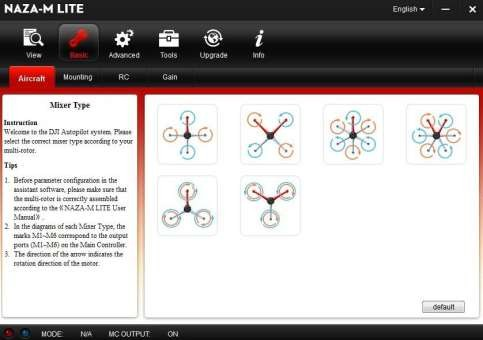 NAZA-M LITE
English
View
Basic
Advanced
Tools
Upgrade
Info
Aircraft
Mounting
RC
Gain
Mixer Type
Instruction
Welcome to the DJI Autopilot system. Please
select the correct mixer type according to your
multi-rotor.
Tips
1. Before parameter configuration in the
assistant software, please make sure that
the multi-rotor is correctly assembled
according to the《NAZA-M LITE User
Manual》.
2. In the diagrams of each Mixer Type, the
marks M1~M6 correspond to the output
ports (M1~M6) on the Main Controller.
3. The direction of the arrow indicates the
rotation direction of the motor.
default
MODE: N/A MC OUTPUT: ON